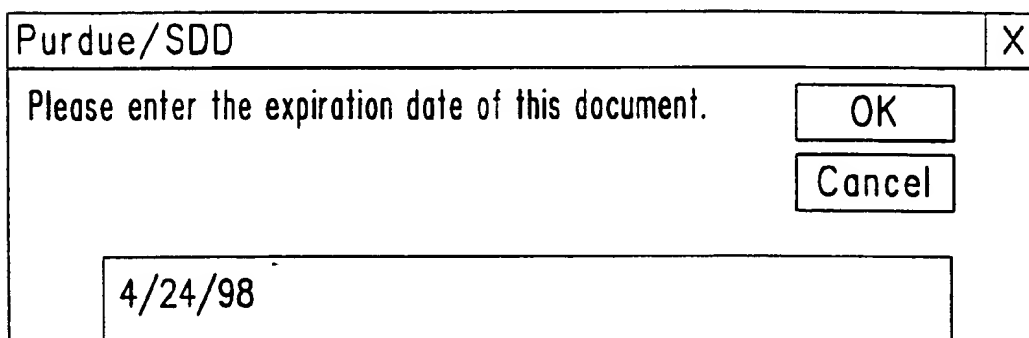 Purdue/SDD X
Please enter the expiration date of this document. OK
Cancel
4/24/98